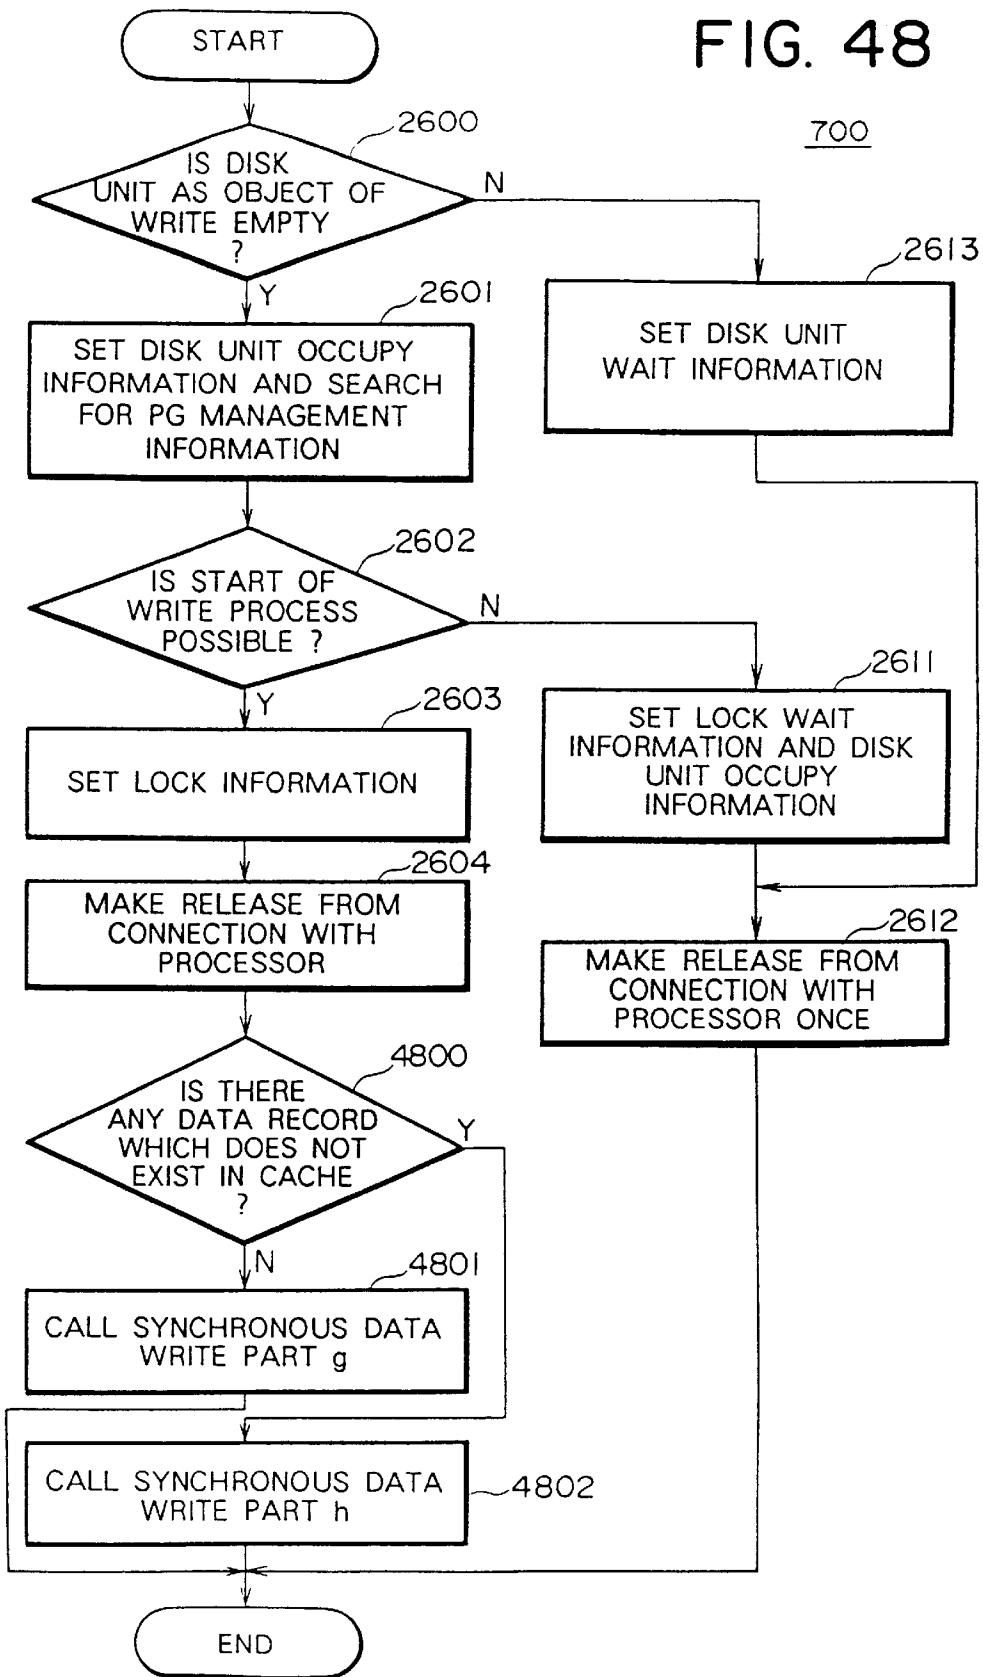 START
FIG. 48
700
2600
IS DISK
UNIT AS OBJECT OF
WRITE EMPTY
?
N
Y
2601
SET DISK UNIT OCCUPY
INFORMATION AND SEARCH
FOR PG MANAGEMENT
INFORMATION
2613
SET DISK UNIT
WAIT INFORMATION
2602
IS START OF
WRITE PROCESS
POSSIBLE ?
N
Y
2603
SET LOCK INFORMATION
2611
SET LOCK WAIT
INFORMATION AND DISK
UNIT OCCUPY
INFORMATION
2604
MAKE RELEASE FROM
CONNECTION WITH
PROCESSOR
2612
MAKE RELEASE FROM
CONNECTION WITH
PROCESSOR ONCE
4800
IS THERE
ANY DATA RECORD
WHICH DOES NOT
EXIST IN CACHE
?
Y
N
4801
CALL SYNCHRONOUS DATA
WRITE PART g
CALL SYNCHRONOUS DATA
WRITE PART h
4802
END